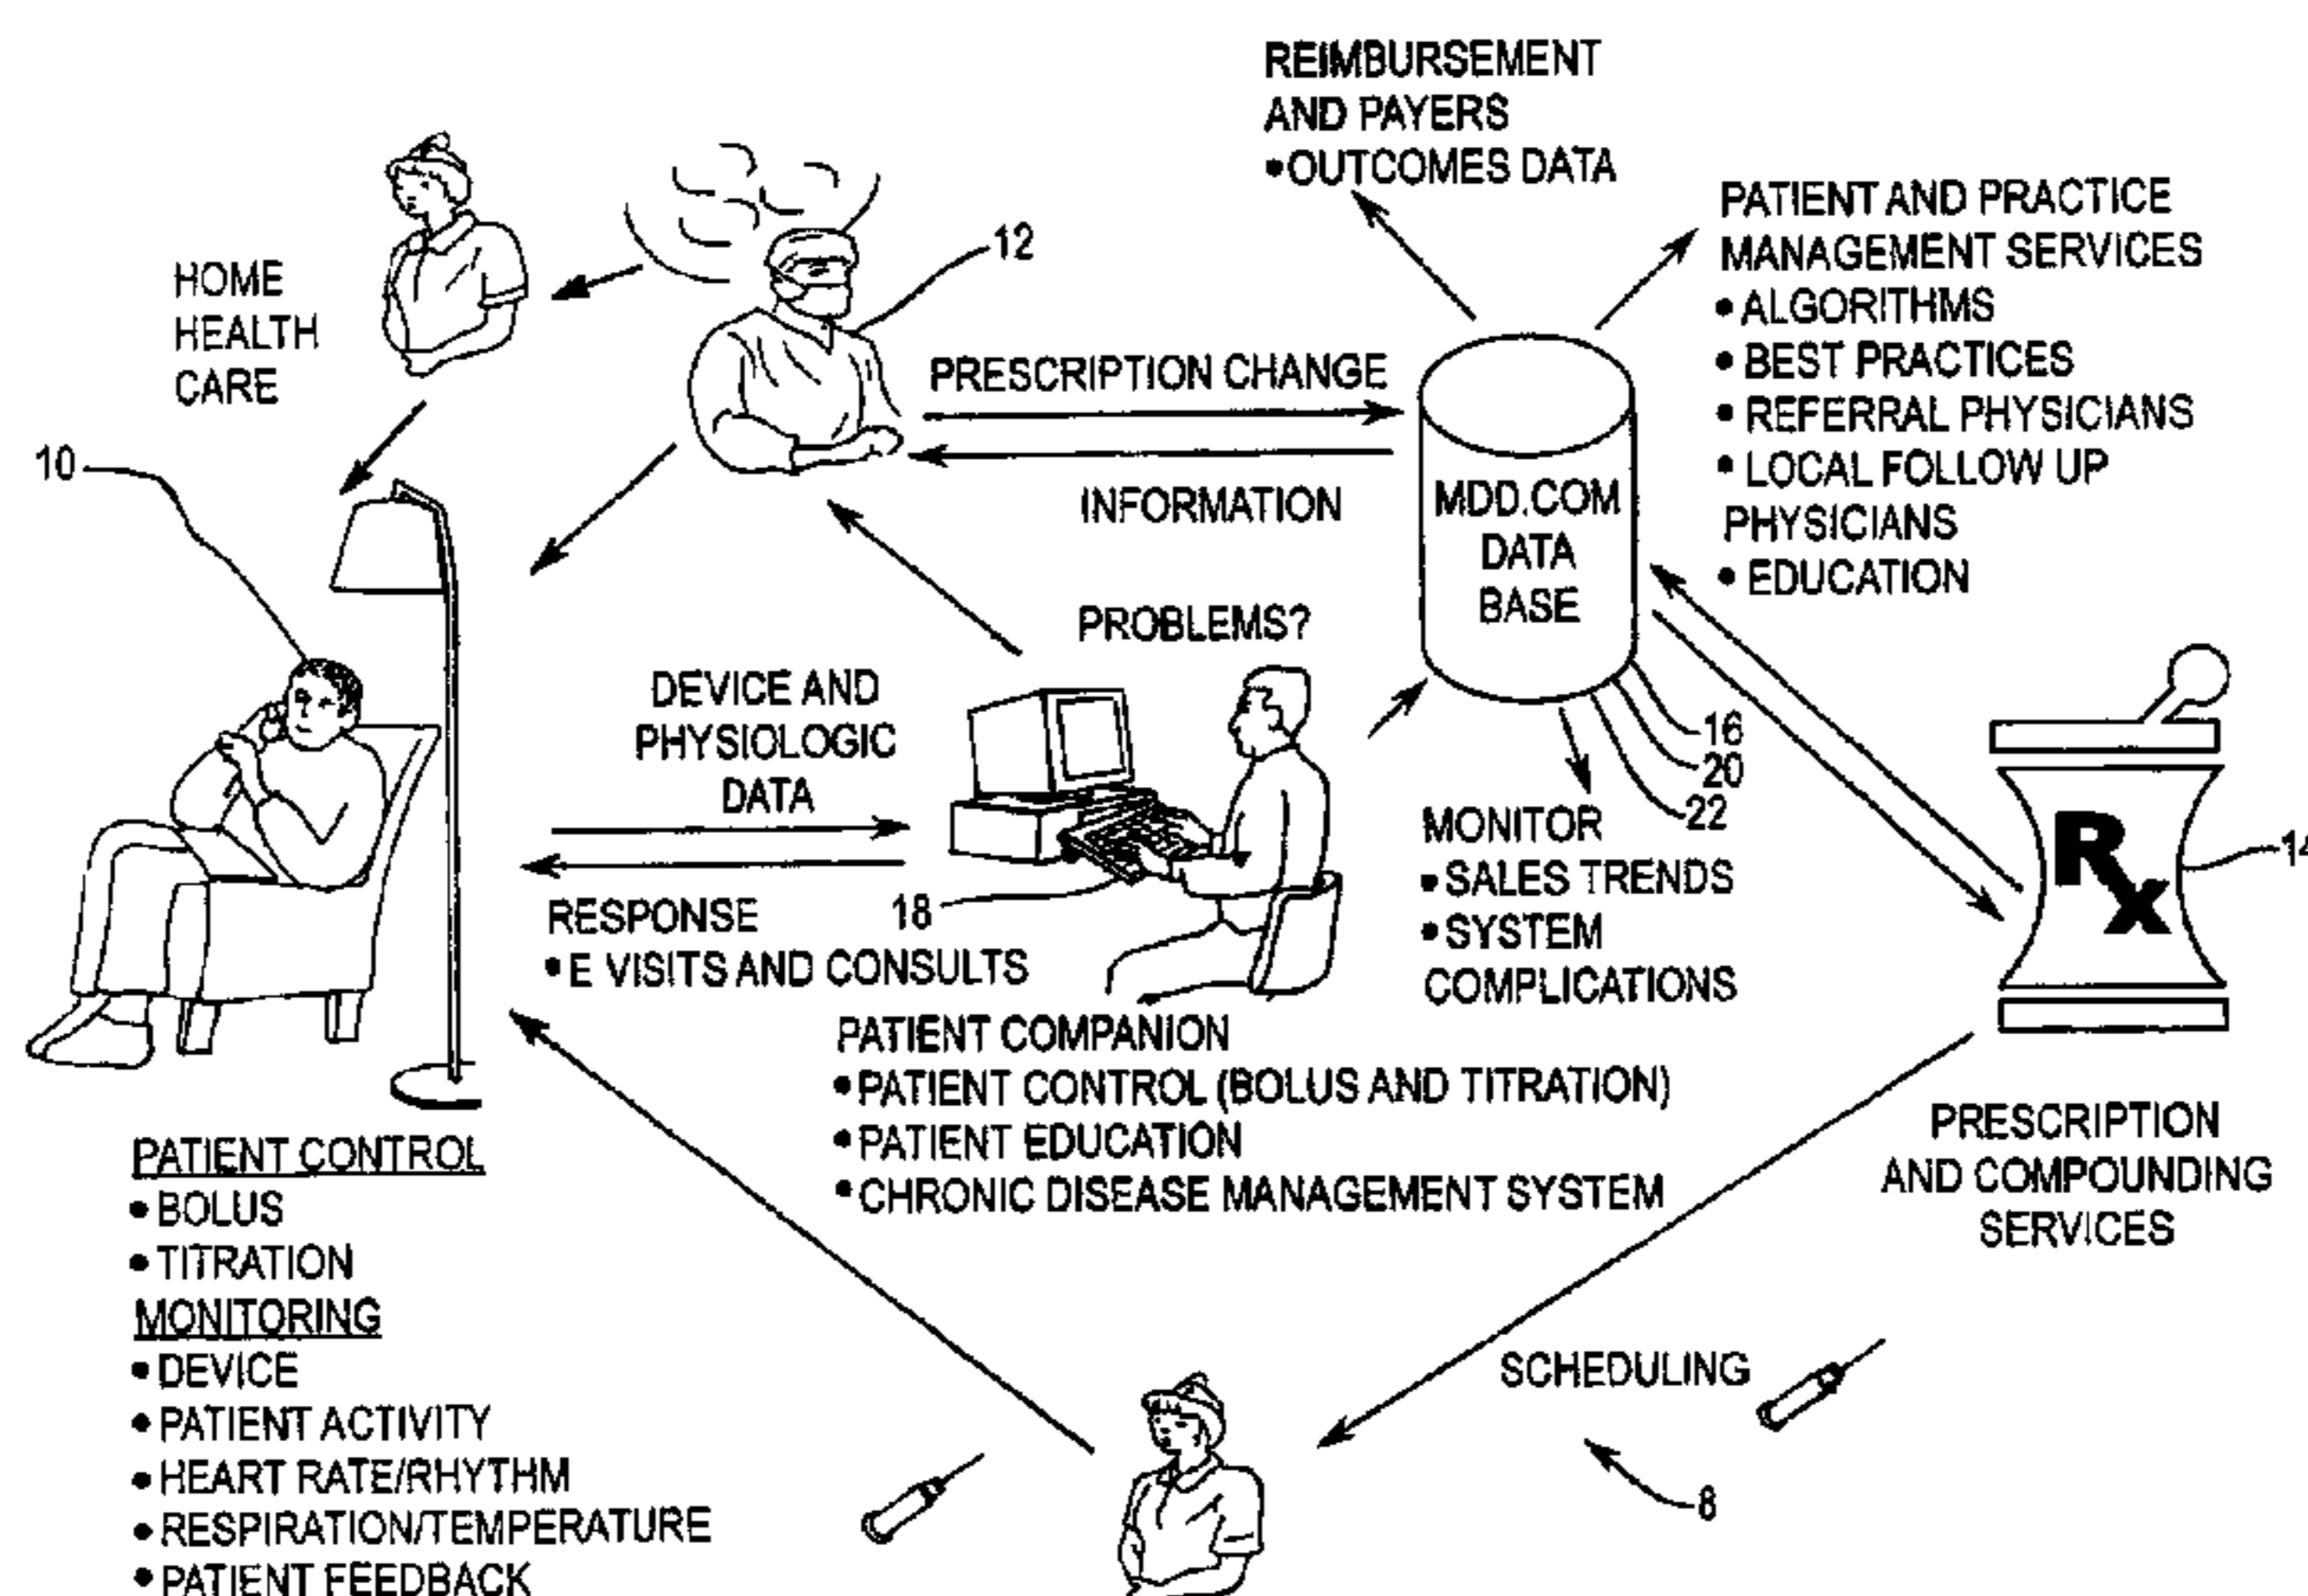 REIMBURSEMENT
AND PAYERS
•OUTCOMES DATA
PATIENT AND PRACTICE
MANAGEMENT SERVICES
• ALGORITHMS
• BEST PRACTICES
• REFERRAL PHYSICIANS
• LOCAL FOLLOW UP
PHYSICIANS
• EDUCATION
HOME
HEALTH
CARE
12
PRESCRIPTION CHANGE
INFORMATION
MDD.COM
DATA
BASE
10
PROBLEMS?
DEVICE AND
PHYSIOLOGIC
DATA
16
20
22
MONITOR
•SALES TRENDS
•SYSTEM
COMPLICATIONS
Rx
14
RESPONSE
•E VISITS AND CONSULTS
18
PATIENT COMPANION
•PATIENT CONTROL (BOLUS AND TITRATION)
•PATIENT EDUCATION
•CHRONIC DISEASE MANAGEMENT SYSTEM
PRESCRIPTION
AND COMPOUNDING
SERVICES
PATIENT CONTROL
•BOLUS
•TITRATION
MONITORING
•DEVICE
•PATIENT ACTIVITY
•HEART RATE/RHYTHM
•RESPIRATION/TEMPERATURE
•PATIENT FEEDBACK
SCHEDULING
8